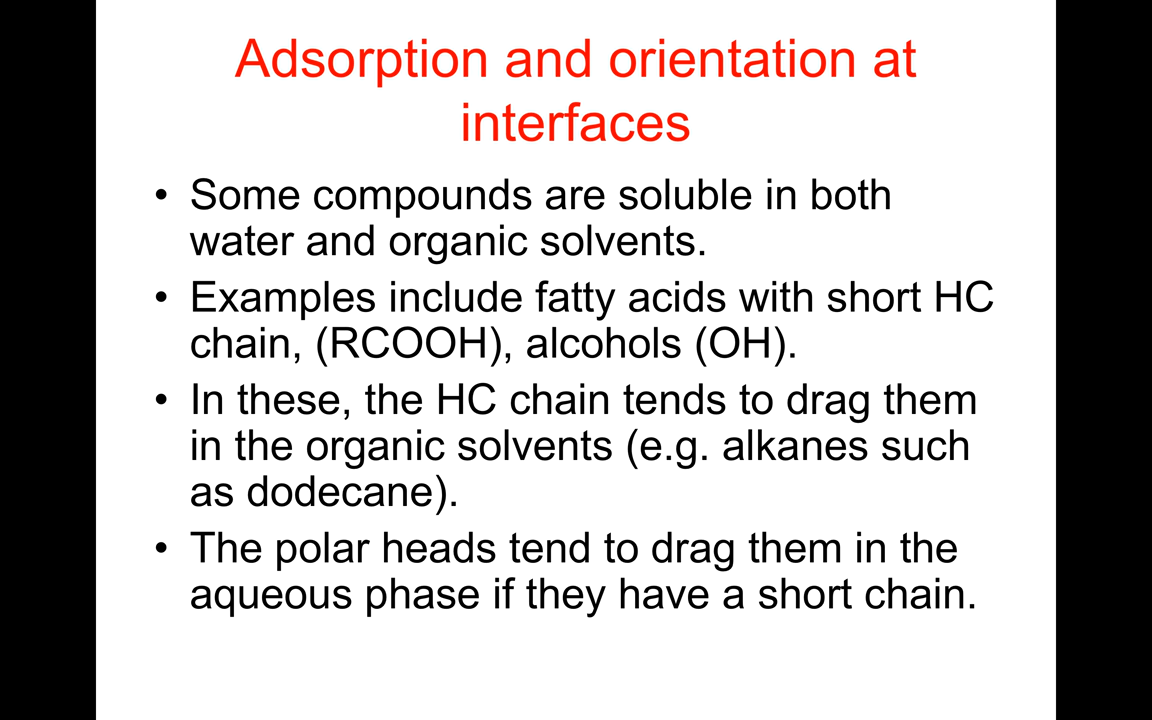 Adsorption and orientation at
interfaces
• Some compounds are soluble in both
water and organic solvents.
• Examples include fatty acids with short HC
chain, (RCOOH), alcohols (OH).
• In these, the HC chain tends to drag them
in the organic solvents (e.g. alkanes such
as dodecane).
• The polar heads tend to drag them in the
aqueous phase if they have a short chain.